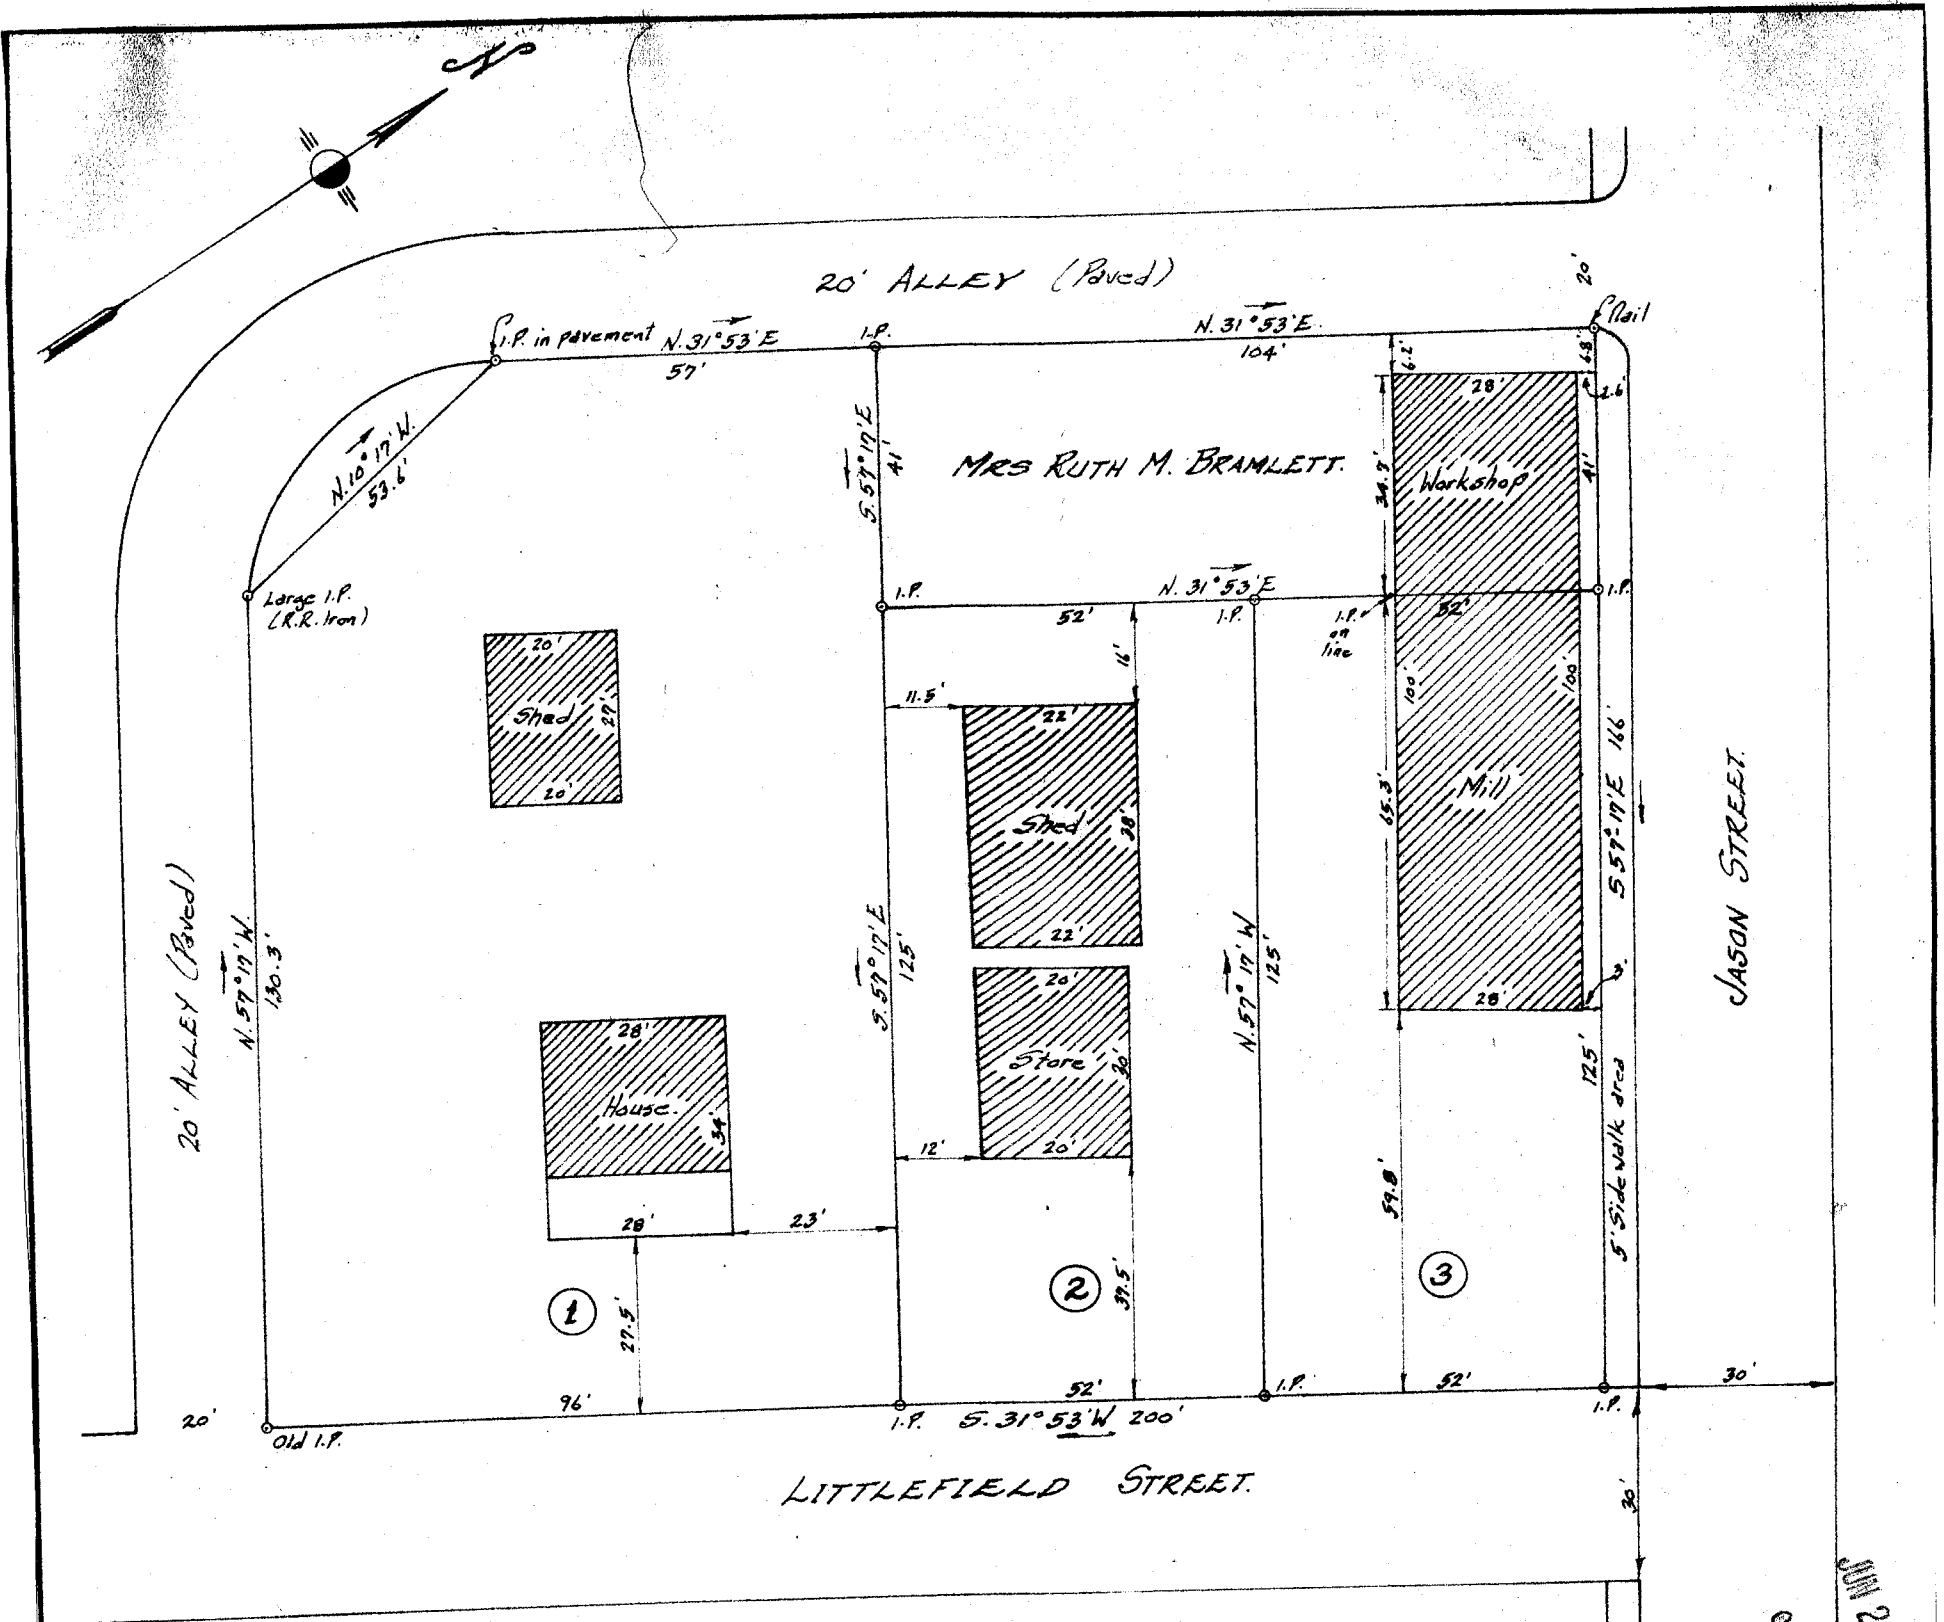 N
20' ALLEY (Paved)
20'
Nail
I.P. in pavement
N. 31° 53' E
57'
I.P.
N. 31° 53' E.
104'
6.2'
6.8'
28'
2.6'
N. 10° 17' W.
53.6'
S. 57° 17' E
41'
MRS RUTH M. BRAMLETT.
34.7'
Workshop
41'
Large I.P.
(R.R. Iron)
I.P.
N. 31° 53' E
52'
I.P.
I.P.
on
line
52'
I.P.
20'
Shed
27'
20'
11.5'
16'
22'
Shed
38'
22'
100'
100'
65.3'
Mill
28'
3'
S 57°-17' E 166'
JASON STREET.
20' ALLEY (Paved)
N. 57° 17' W.
130.3'
S. 57° 17' E
125'
N. 57° 17' W
125'
20'
Store
30'
20'
12'
28'
House.
34'
28'
23'
27.5'
1
2
39.5'
59.8'
3
125'
5' Sidewalk area
20'
Old I.P.
96'
I.P.
52'
S. 31° 53' W 200'
I.P.
52'
I.P.
30'
LITTLEFIELD STREET.
30'
JUN 2